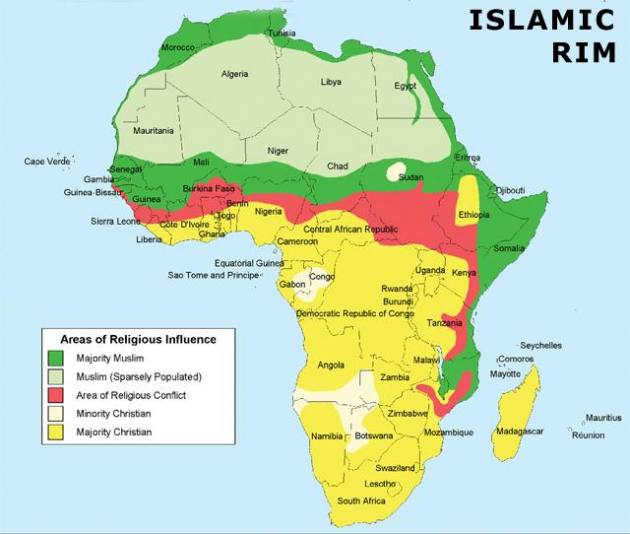 ISLAMIC
RIM
Tunisia
Morocco
Algeria
Libya
Egypt
Mauritania
Niger
Mali
Chad
Sudan
Eritrea
Cape Verde
Senegal
Gambia
Guinea-Bissau
Guinea
Burkina Faso
Djibouti
Benin
Nigeria
Ethiopia
Sierra Leone
Cote D'Ivoire
Togo
Ghana
Liberia
Central African Republic
Cameroon
Somalia
Equatorial Guinea
Sao Tome and Principe
Gabon
Congo
Uganda
Kenya
Rwanda
Burundi
Democratic Republic of Congo
Tanzania
Areas of Religious Influence
Majority Muslim
Muslim (Sparsely Populated)
Area of Religious Conflict
Minority Christian
Majority Christian
Seychelles
Comoros
Mayotte
Angola
Malawi
Zambia
Zimbabwe
Mozambique
Madagascar
Mauritius
Réunion
Namibia
Botswana
Swaziland
Lesotho
South Africa